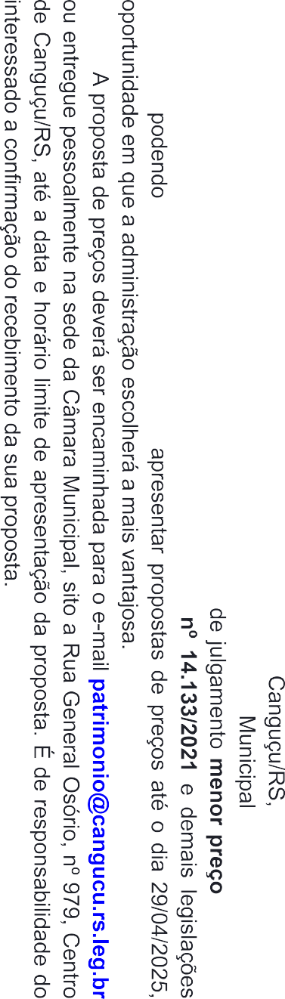 Canguçu/RS,
Municipal
de julgamento menor preço
nº 14.133/2021 e demais legislações
podendo apresentar propostas de preços até o dia 29/04/2025,
oportunidade em que a administração escolherá a mais vantajosa.
A proposta de preços deverá ser encaminhada para o e-mail patrimonio@cangucu.rs.leg.br
ou entregue pessoalmente na sede da Câmara Municipal, sito a Rua General Osório, nº 979, Centro
de Canguçu/RS, até a data e horário limite de apresentação da proposta. É de responsabilidade do
interessado a confirmação do recebimento da sua proposta.